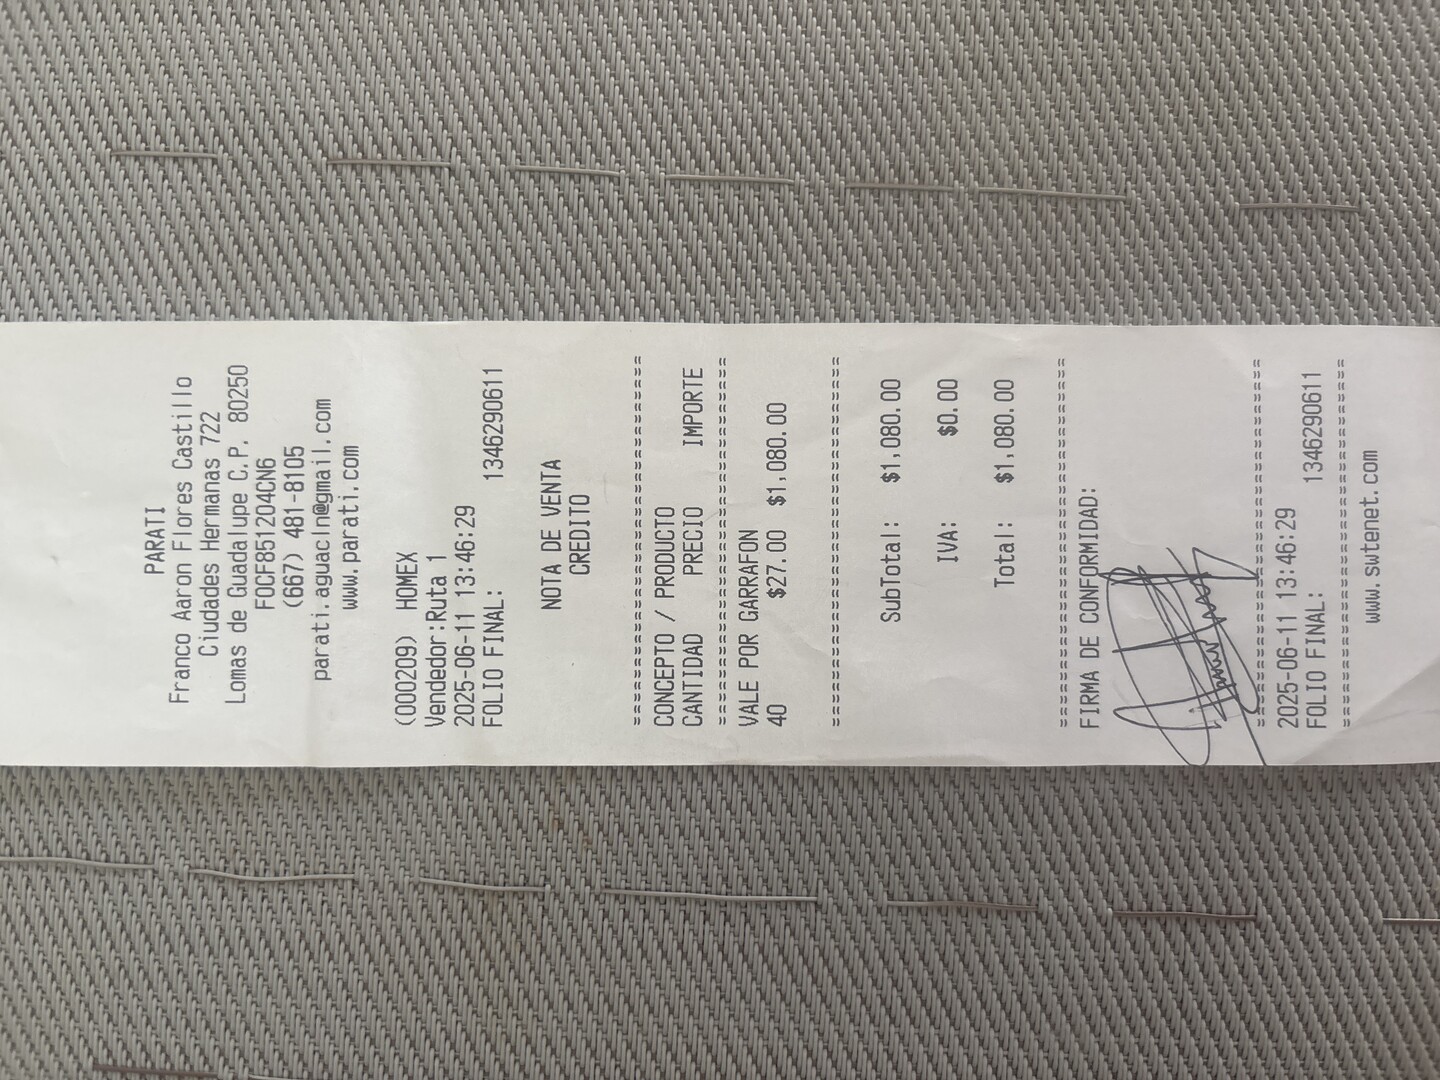 PARATI
Franco Aaron Flores Castillo
Ciudades Hermanas 722
Lomas de Guadalupe C.P. 80250
FOCF851204CN6
(667) 481-8105
parati.aguacln@gmail.com
www.parati.com
(000209) HOMEX
Vendedor:Ruta 1
2025-06-11 13:46:29
FOLIO FINAL: 1346290611
NOTA DE VENTA
CREDITO
CONCEPTO / PRODUCTO
CANTIDAD PRECIO IMPORTE
VALE POR GARRAFON
40 $27.00 $1,080.00
SubTotal: $1,080.00
IVA: $0.00
Total: $1,080.00
FIRMA DE CONFORMIDAD:
2025-06-11 13:46:29
FOLIO FINAL: 1346290611
www.swtenet.com